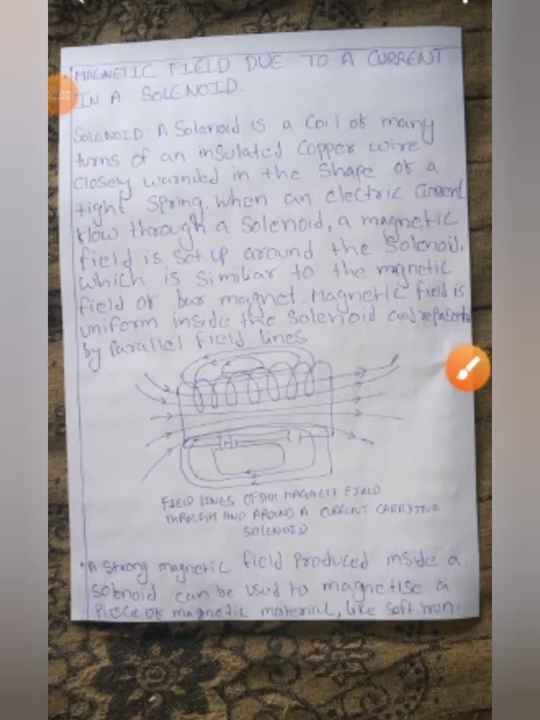 MAGNETIC FIELD DUE TO A CURRENT
IN A SOLENOID.
SOLENOID: A Solenoid is a Coil of many
turns of an insulated Copper wire
Closely warnded in the Shape of a
tight Spring. When an electric Current
flow through a Solenoid, a magnetic
field is set up around the Solenoid,
which is similiar to the magnetic
field of bar magnet. Magnetic field is
uniform inside the Solenoid and represented
by Parallel field lines.
FIELD LINES OF THE MAGNETIC FIELD
THROUGH AND AROUND A CURRENT CARRYING
SOLENOID
• A Strong magnetic field Produced inside a
solenoid can be used to magnetise a
Piece of magnetic material, like Soft iron.